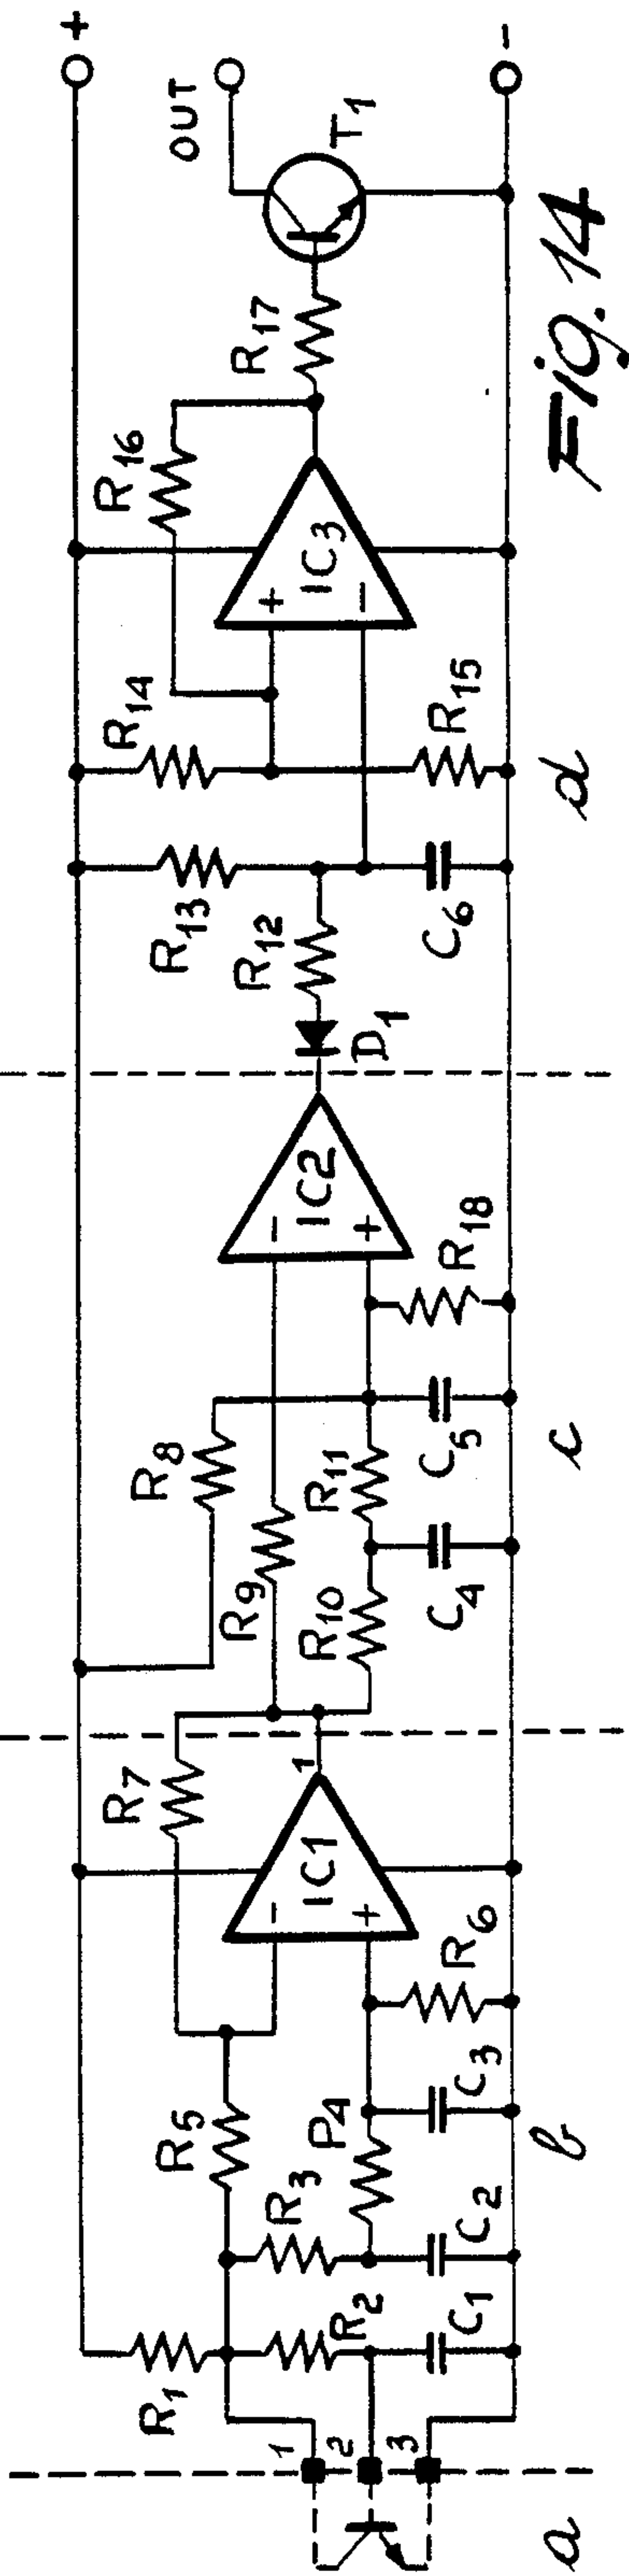 +
OUT
-
T1
R17
Fig. 14
R16
IC3
+
-
R14
R15
d
R13
R12
C6
D1
IC2
-
+
R18
R8
R11
C5
R9
R10
C4
c
R7
1
IC1
-
+
R6
R5
P4
C3
R3
C2
b
R2
C1
R1
1
2
3
a